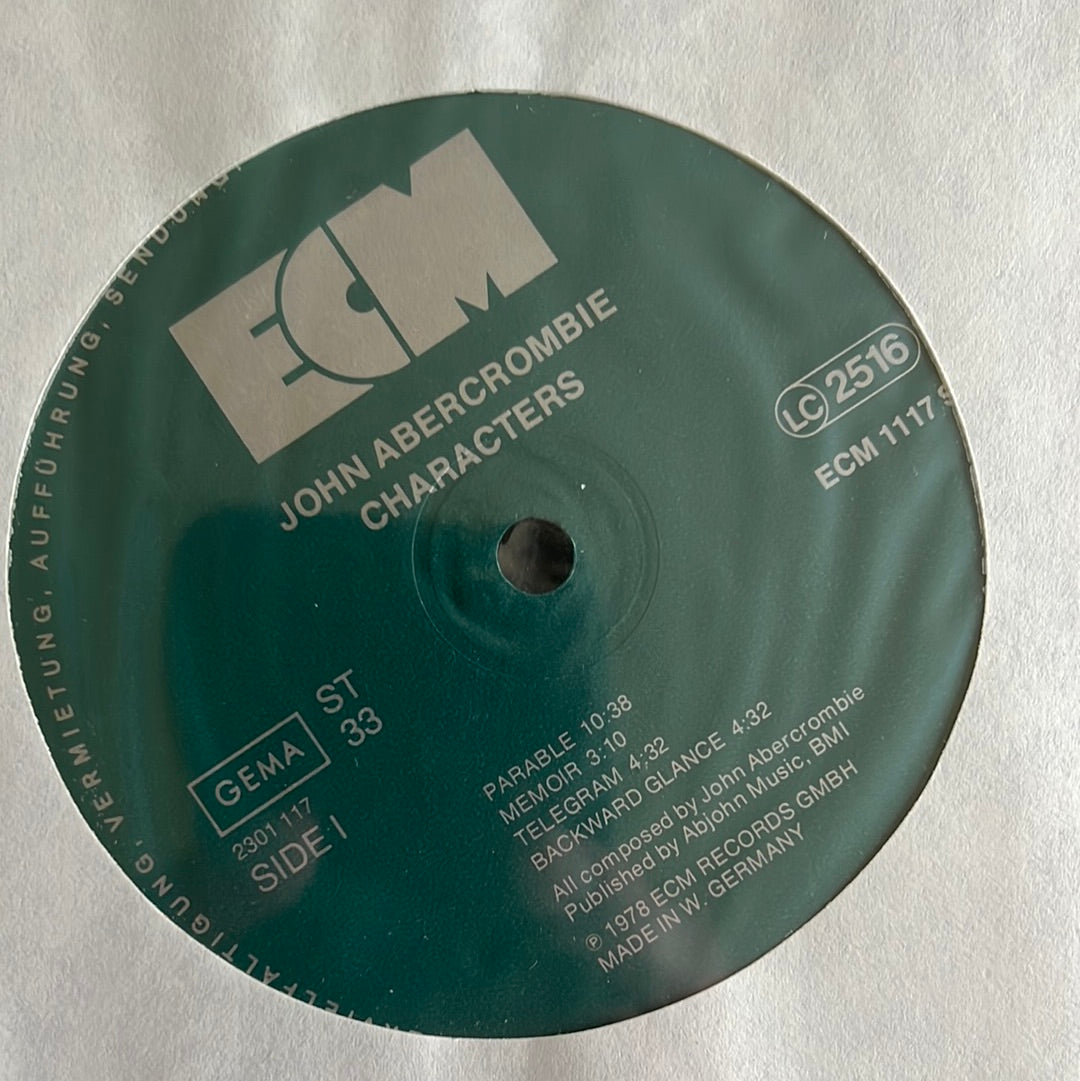 ECM
JOHN ABERCROMBIE
CHARACTERS
LC 2516
ECM 1117
ST
33
GEMA
2301 117
SIDE I
PARABLE 10:38
MEMOIR 3:10
TELEGRAM 4:32
BACKWARD GLANCE 4:32
All composed by John Abercrombie
Published by Abjohn Music, BMI
Ⓟ 1978 ECM RECORDS GMBH
MADE IN W. GERMANY
VERMIETUNG, AUFFÜHRUNG,